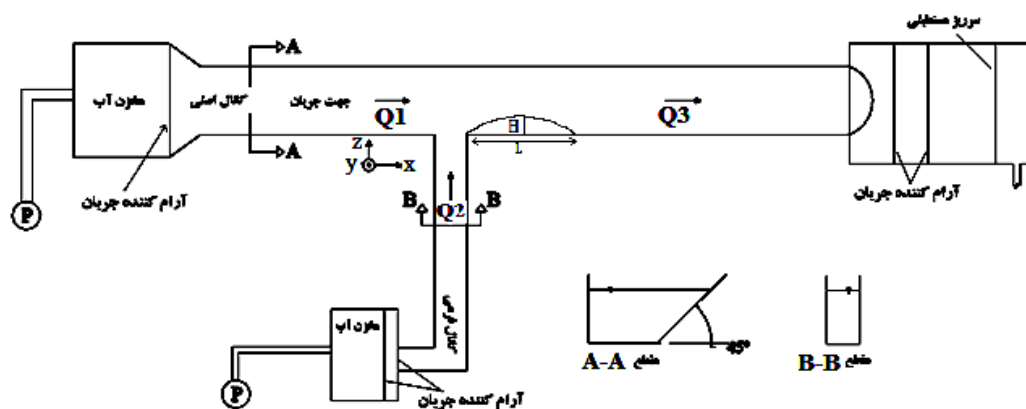 سرریز مستطیلی
A
مخزن آب
کانال اصلی
جهت جریان
Q1
Q3
H
L
z
y
x
A
آرام کننده جریان
آرام کننده جریان
P
B
Q2
B
مخزن آب
کانال فرعی
45°
A-A مقطع
B-B مقطع
P
آرام کننده جریان